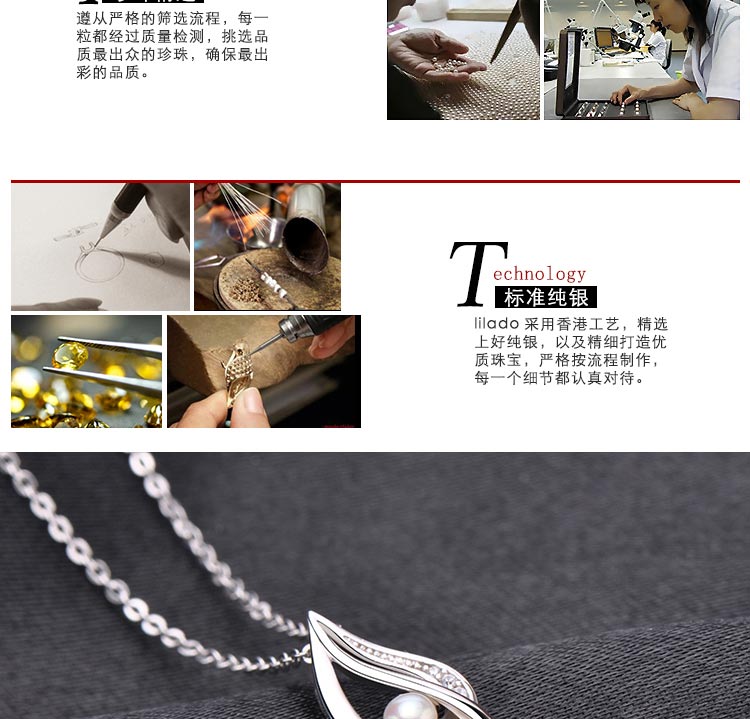 遵从严格的筛选流程，每一
粒都经过质量检测，挑选品
质最出众的珍珠，确保最出
彩的品质。
Technology
标准纯银
lilado 采用香港工艺，精选
上好纯银，以及精细打造优
质珠宝，严格按流程制作，
每一个细节都认真对待。